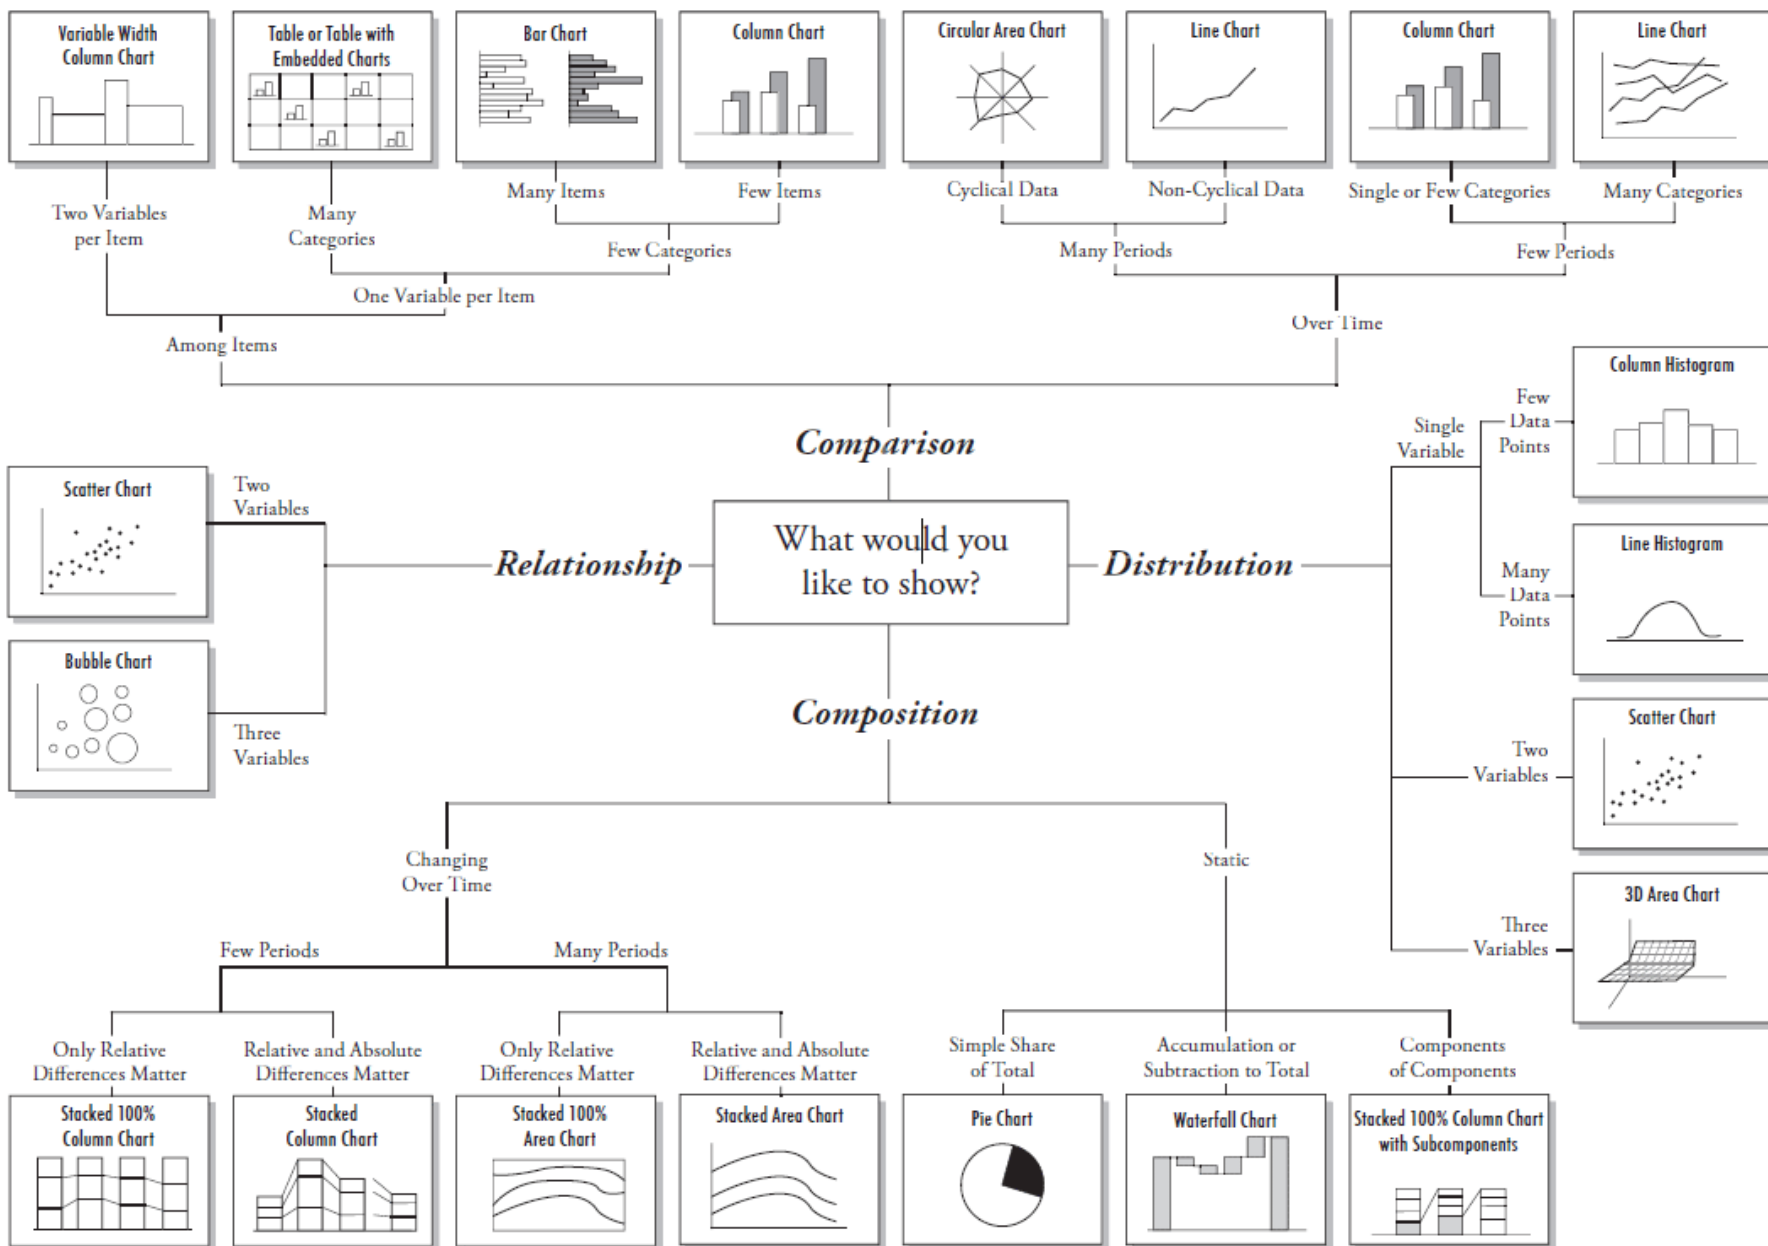 Variable Width
Column Chart
Table or Table with
Embedded Charts
Bar Chart
Column Chart
Circular Area Chart
Line Chart
Column Chart
Line Chart
Many Items
Few Items
Cyclical Data
Non-Cyclical Data
Single or Few Categories
Many Categories
Two Variables
per Item
Many
Categories
Few Categories
Many Periods
Few Periods
One Variable per Item
Over Time
Among Items
Comparison
What would you
like to show?
Relationship
Two
Variables
Scatter Chart
Three
Variables
Bubble Chart
Distribution
Single
Variable
Few
Data
Points
Column Histogram
Many
Data
Points
Line Histogram
Two
Variables
Scatter Chart
Three
Variables
3D Area Chart
Composition
Changing
Over Time
Static
Few Periods
Many Periods
Only Relative
Differences Matter
Relative and Absolute
Differences Matter
Only Relative
Differences Matter
Relative and Absolute
Differences Matter
Simple Share
of Total
Accumulation or
Subtraction to Total
Components
of Components
Stacked 100%
Column Chart
Stacked
Column Chart
Stacked 100%
Area Chart
Stacked Area Chart
Pie Chart
Waterfall Chart
Stacked 100% Column Chart
with Subcomponents